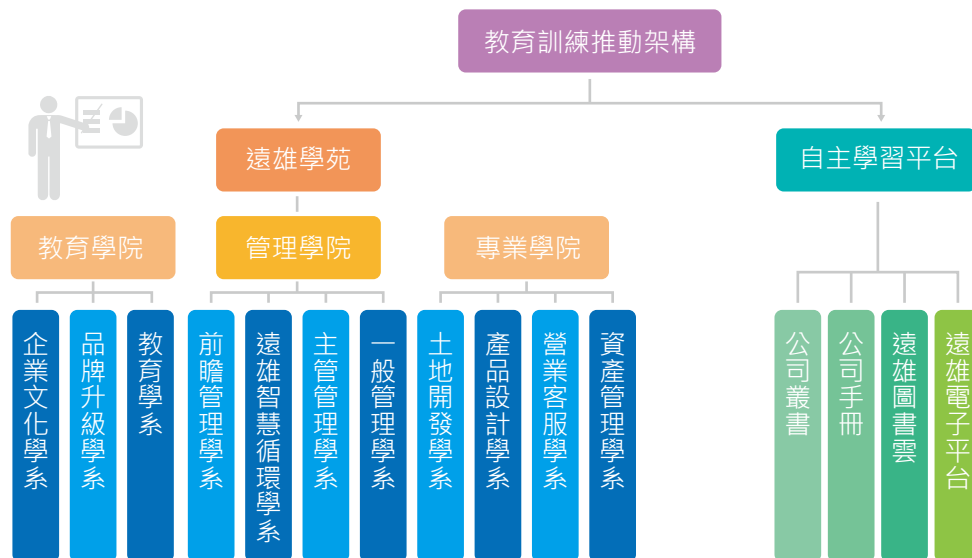 教育訓練推動架構
遠雄學苑
自主學習平台
教育學院
管理學院
專業學院
企業文化學系
品牌升級學系
教育學系
前瞻管理學系
遠雄智慧循環學系
主管管理學系
一般管理學系
土地開發學系
產品設計學系
營業客服學系
資產管理學系
公司叢書
公司手冊
遠雄圖書雲
遠雄電子平台